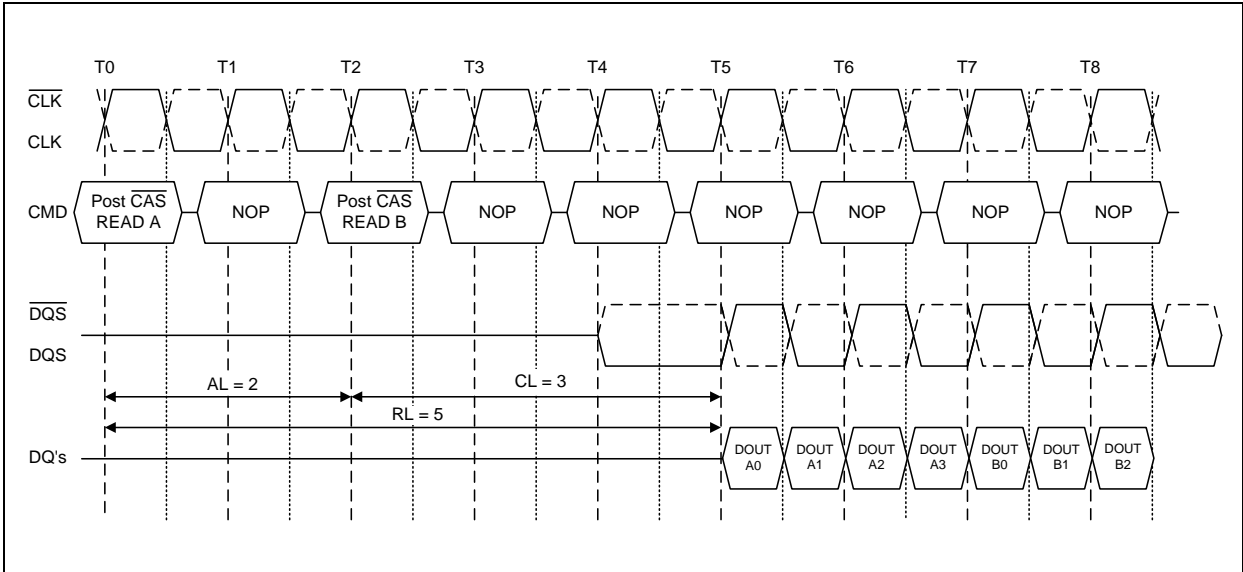 T0 T1 T2 T3 T4 T5 T6 T7 T8
CLK
CLK
CMD
Post CAS
READ A
NOP
Post CAS
READ B
NOP
NOP
NOP
NOP
NOP
NOP
DQS
DQS
AL = 2
CL = 3
RL = 5
DQ's
DOUT
A0
DOUT
A1
DOUT
A2
DOUT
A3
DOUT
B0
DOUT
B1
DOUT
B2